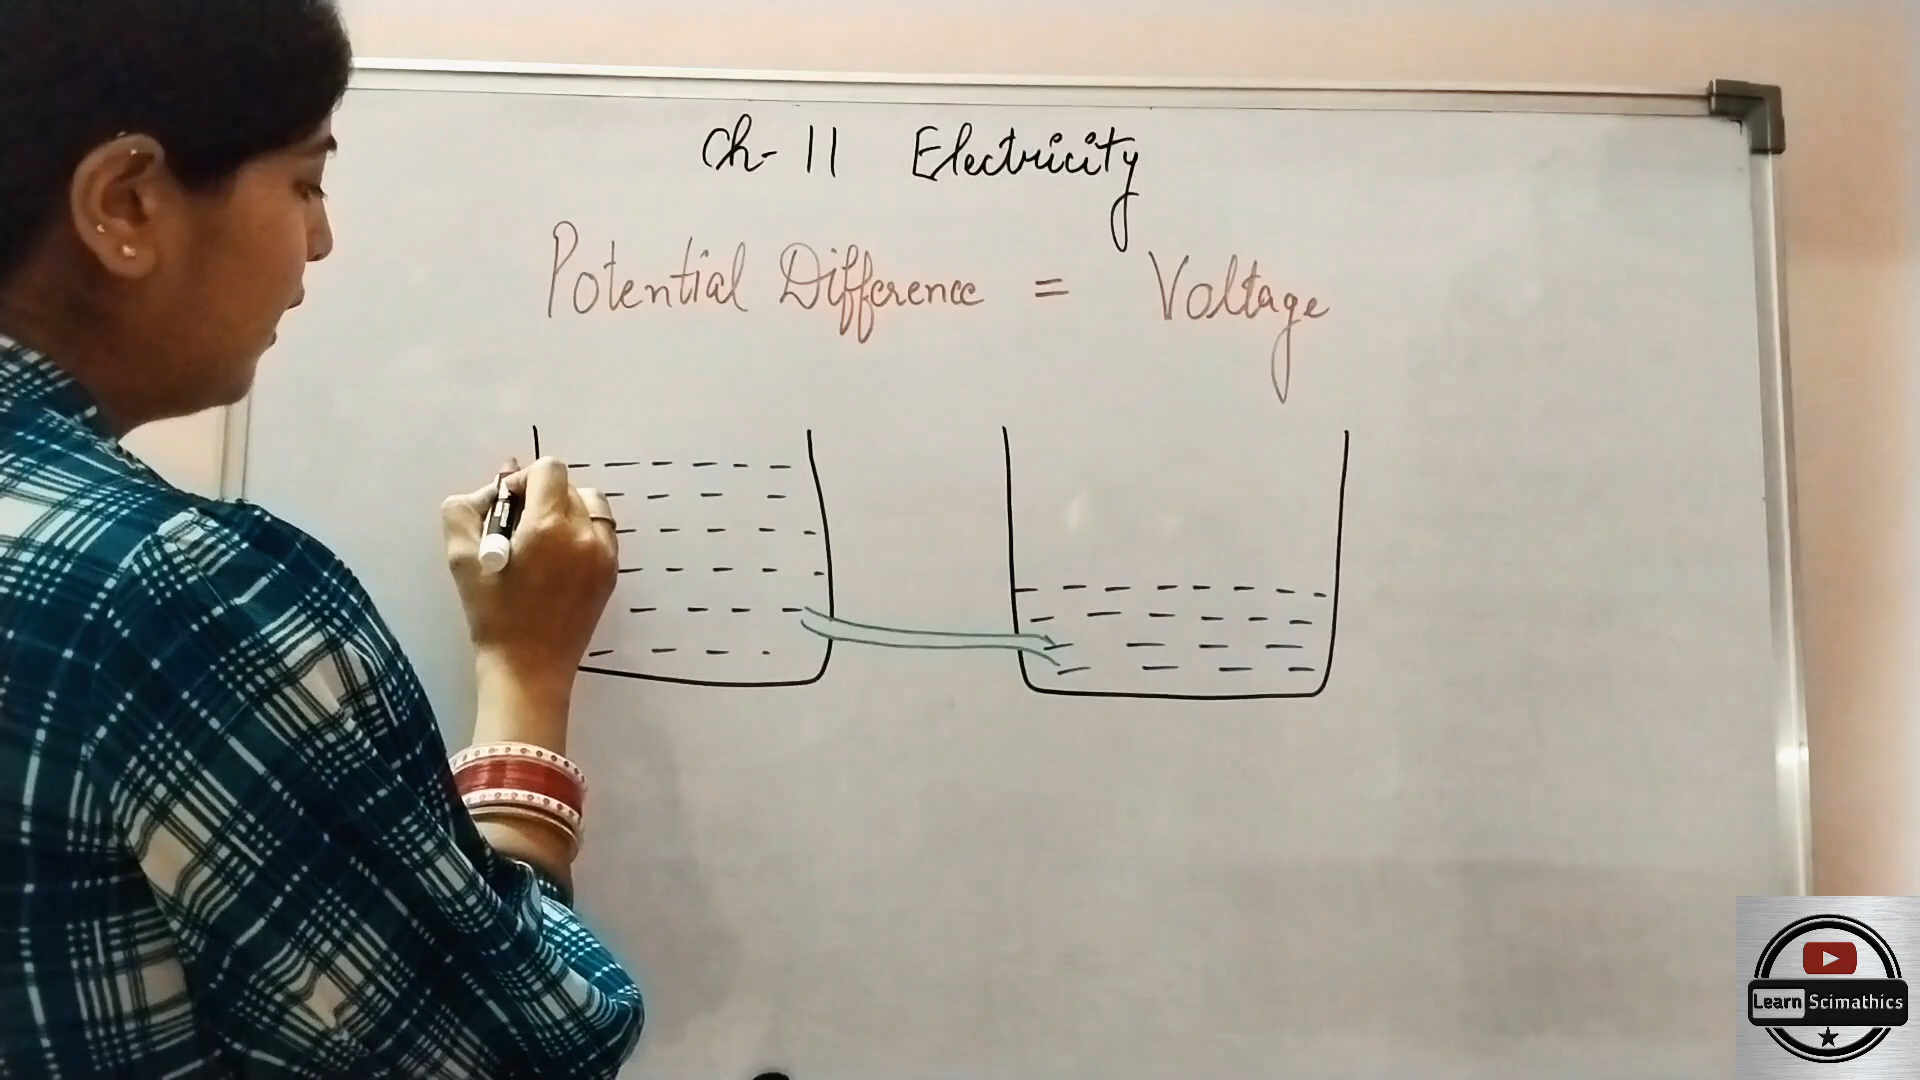 Ch-11 Electricity
Potential Difference = Voltage
Learn Scimathics